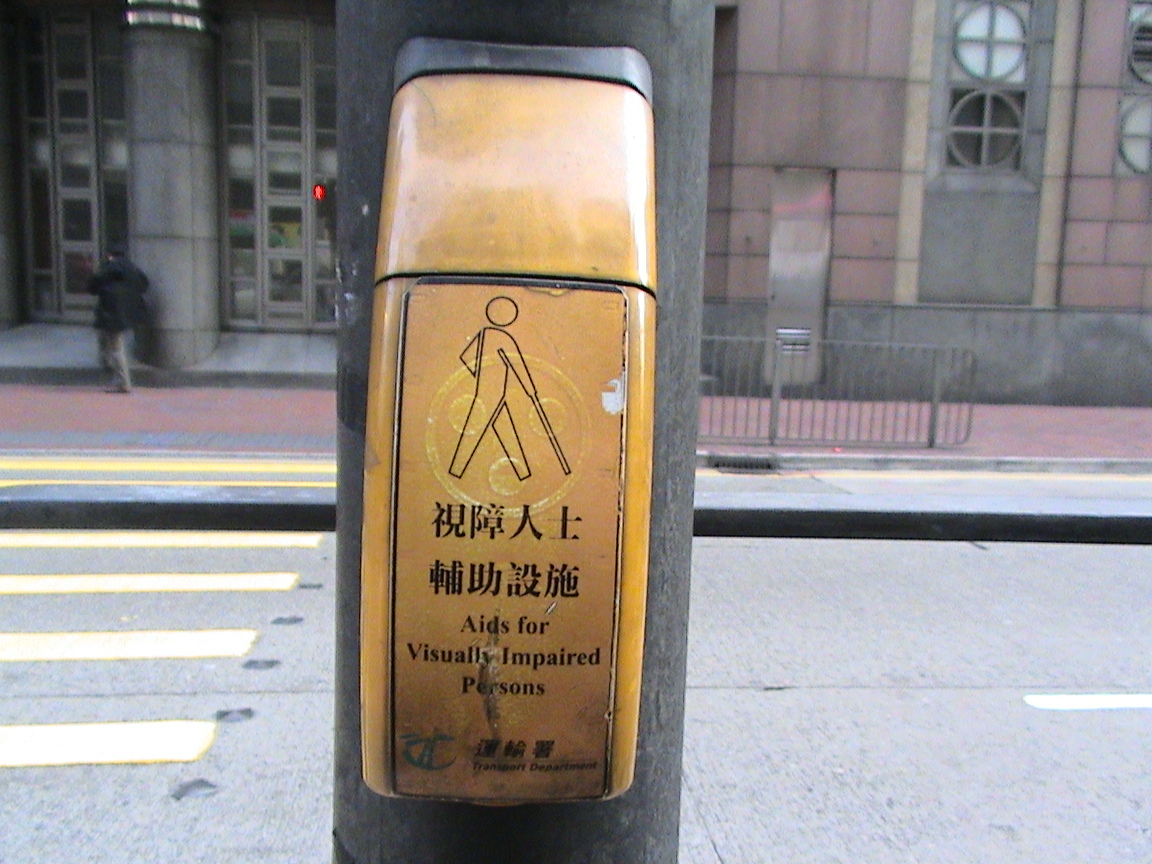 視障人士
輔助設施
Aids for
Visually Impaired
Persons
運輸署
Transport Department